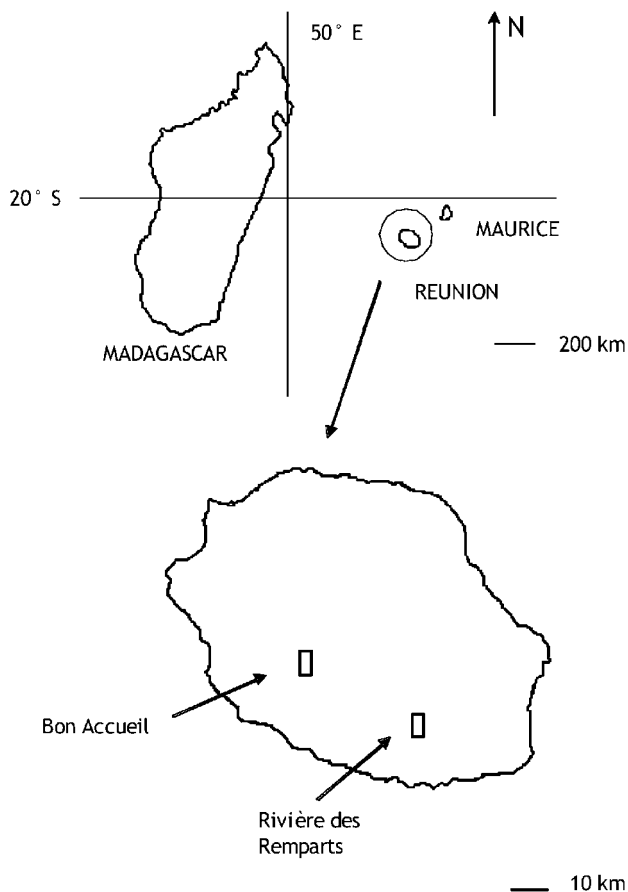 50° E
N
20° S
MAURICE
REUNION
MADAGASCAR
200 km
Bon Accueil
Rivière des
Remparts
10 km